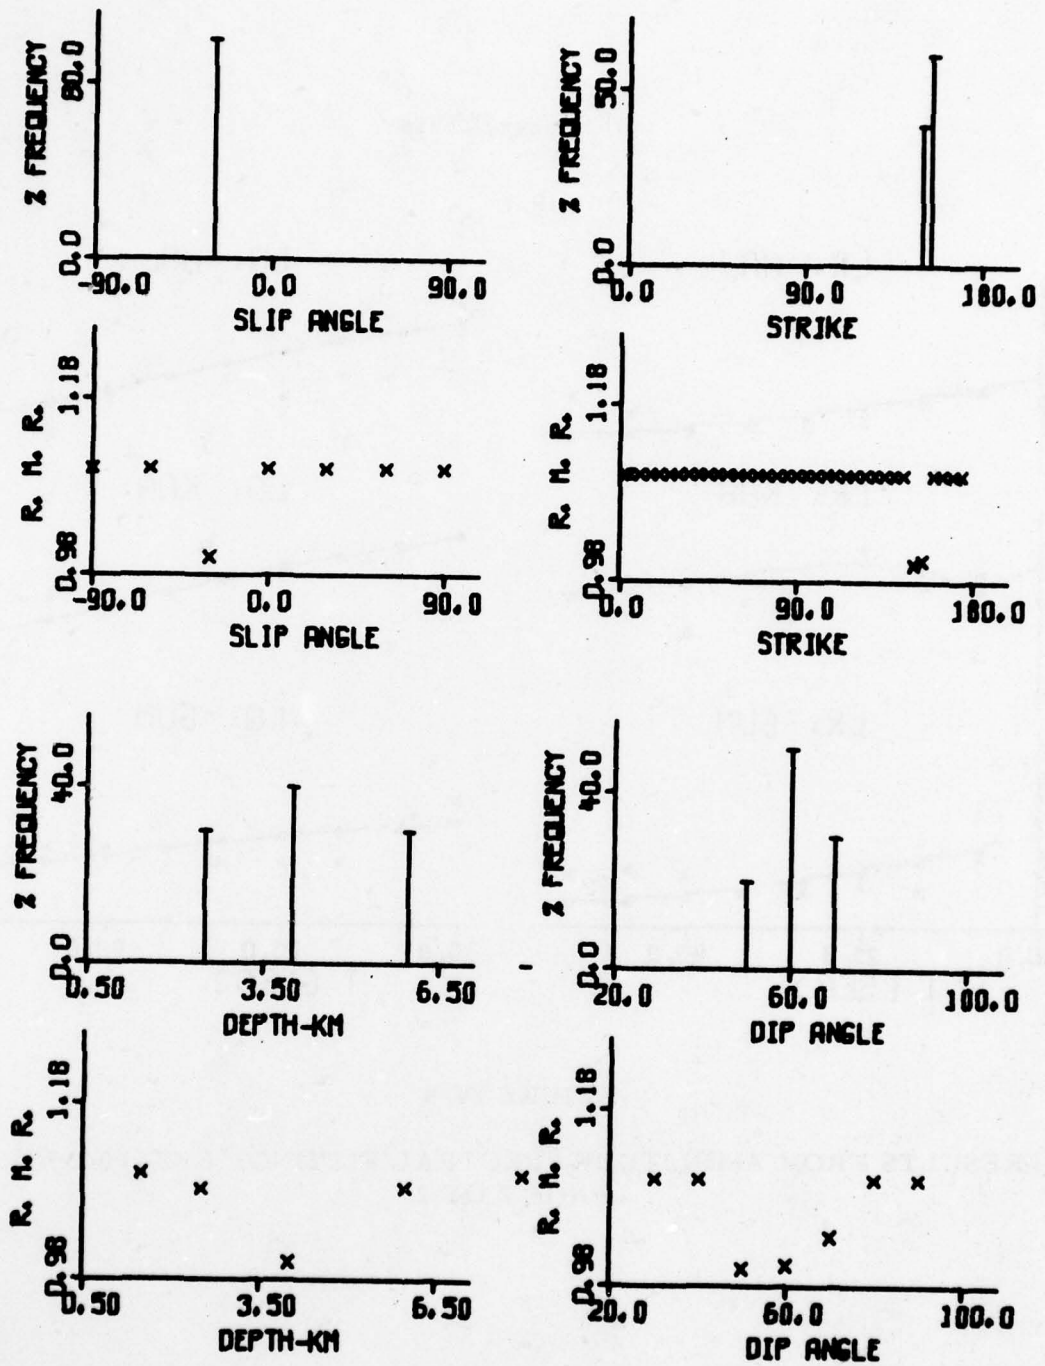 % FREQUENCY
80.0
0.0
-90.0 0.0 90.0
SLIP ANGLE
% FREQUENCY
50.0
0.0
0.0 90.0 180.0
STRIKE
R. M. R.
1.18
0.98
-90.0 0.0 90.0
SLIP ANGLE
R. M. R.
1.18
0.98
0.0 90.0 180.0
STRIKE
% FREQUENCY
40.0
0.0
0.50 3.50 6.50
DEPTH-KM
% FREQUENCY
40.0
0.0
20.0 60.0 100.0
DIP ANGLE
R. M. R.
1.18
0.98
0.50 3.50 6.50
DEPTH-KM
R. M. R.
1.18
0.98
20.0 60.0 100.0
DIP ANGLE